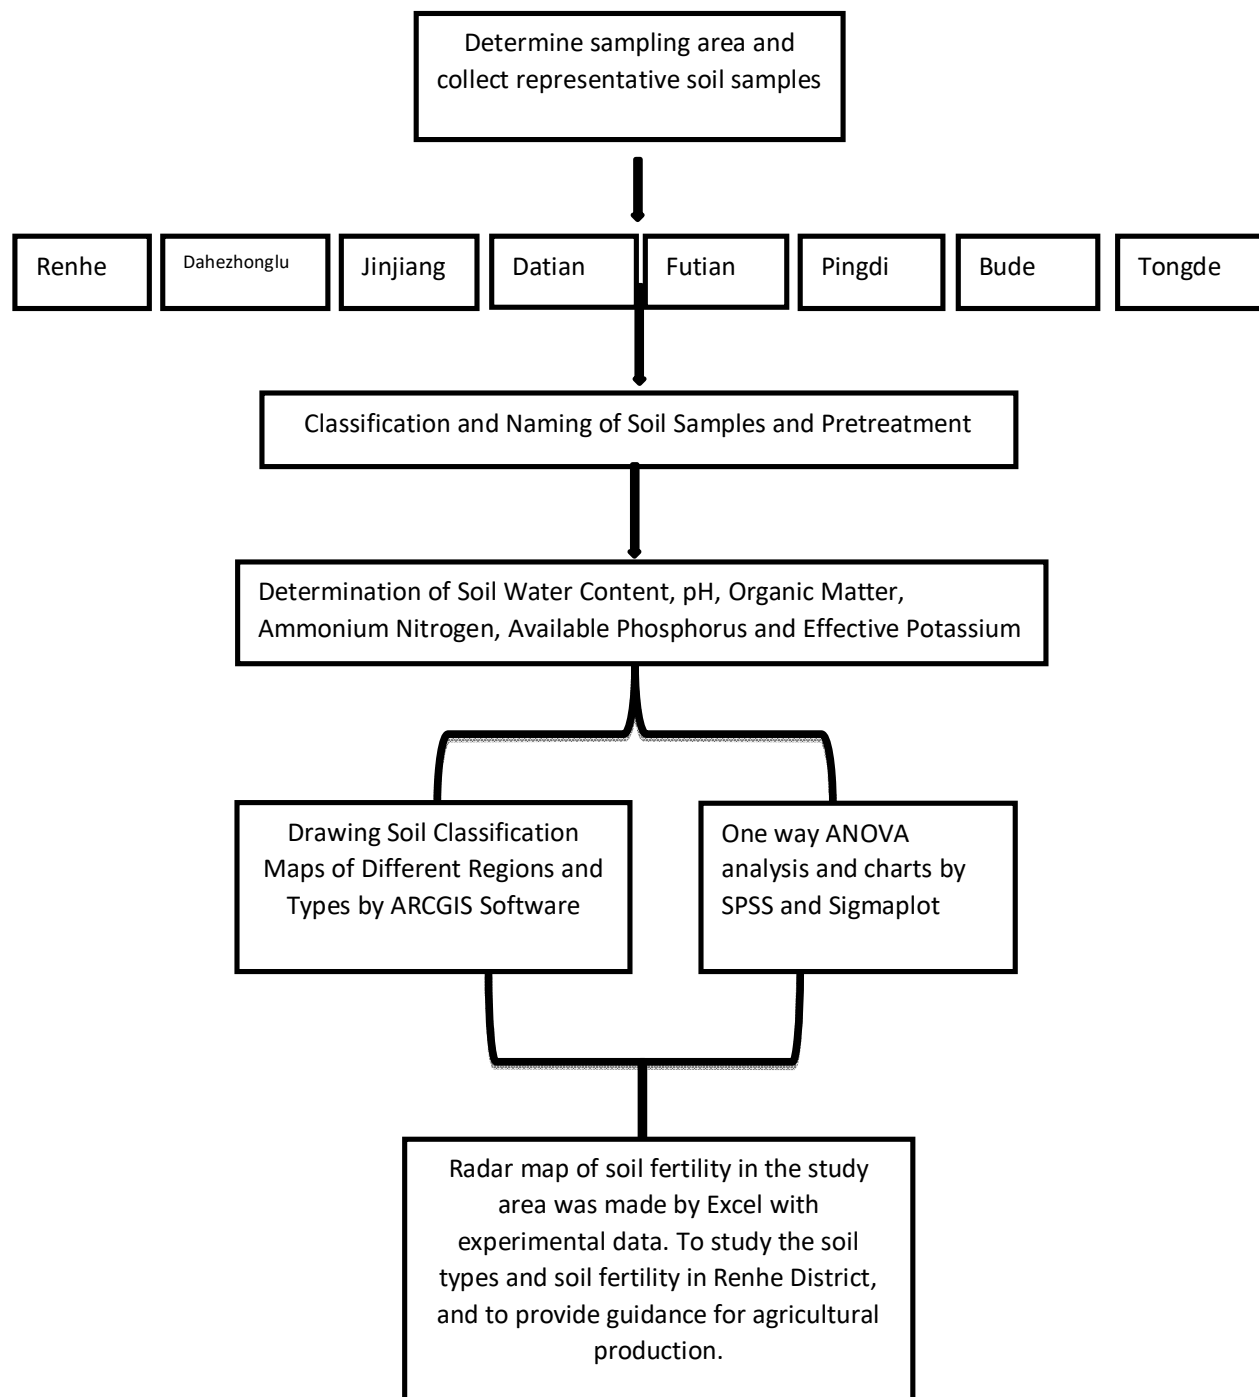 Determine sampling area and
collect representative soil samples
Renhe
Dahezhonglu
Jinjiang
Datian
Futian
Pingdi
Bude
Tongde
Classification and Naming of Soil Samples and Pretreatment
Determination of Soil Water Content, pH, Organic Matter,
Ammonium Nitrogen, Available Phosphorus and Effective Potassium
Drawing Soil Classification
Maps of Different Regions and
Types by ARCGIS Software
One way ANOVA
analysis and charts by
SPSS and Sigmaplot
Radar map of soil fertility in the study
area was made by Excel with
experimental data. To study the soil
types and soil fertility in Renhe District,
and to provide guidance for agricultural
production.